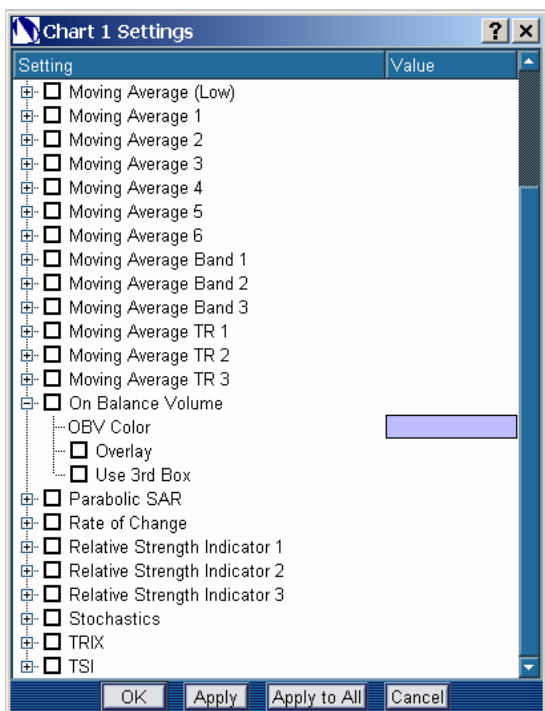 Chart 1 Settings
? ×
Setting Value
Moving Average (Low)
Moving Average 1
Moving Average 2
Moving Average 3
Moving Average 4
Moving Average 5
Moving Average 6
Moving Average Band 1
Moving Average Band 2
Moving Average Band 3
Moving Average TR 1
Moving Average TR 2
Moving Average TR 3
On Balance Volume
OBV Color
Overlay
Use 3rd Box
Parabolic SAR
Rate of Change
Relative Strength Indicator 1
Relative Strength Indicator 2
Relative Strength Indicator 3
Stochastics
TRIX
TSI
OK Apply Apply to All Cancel